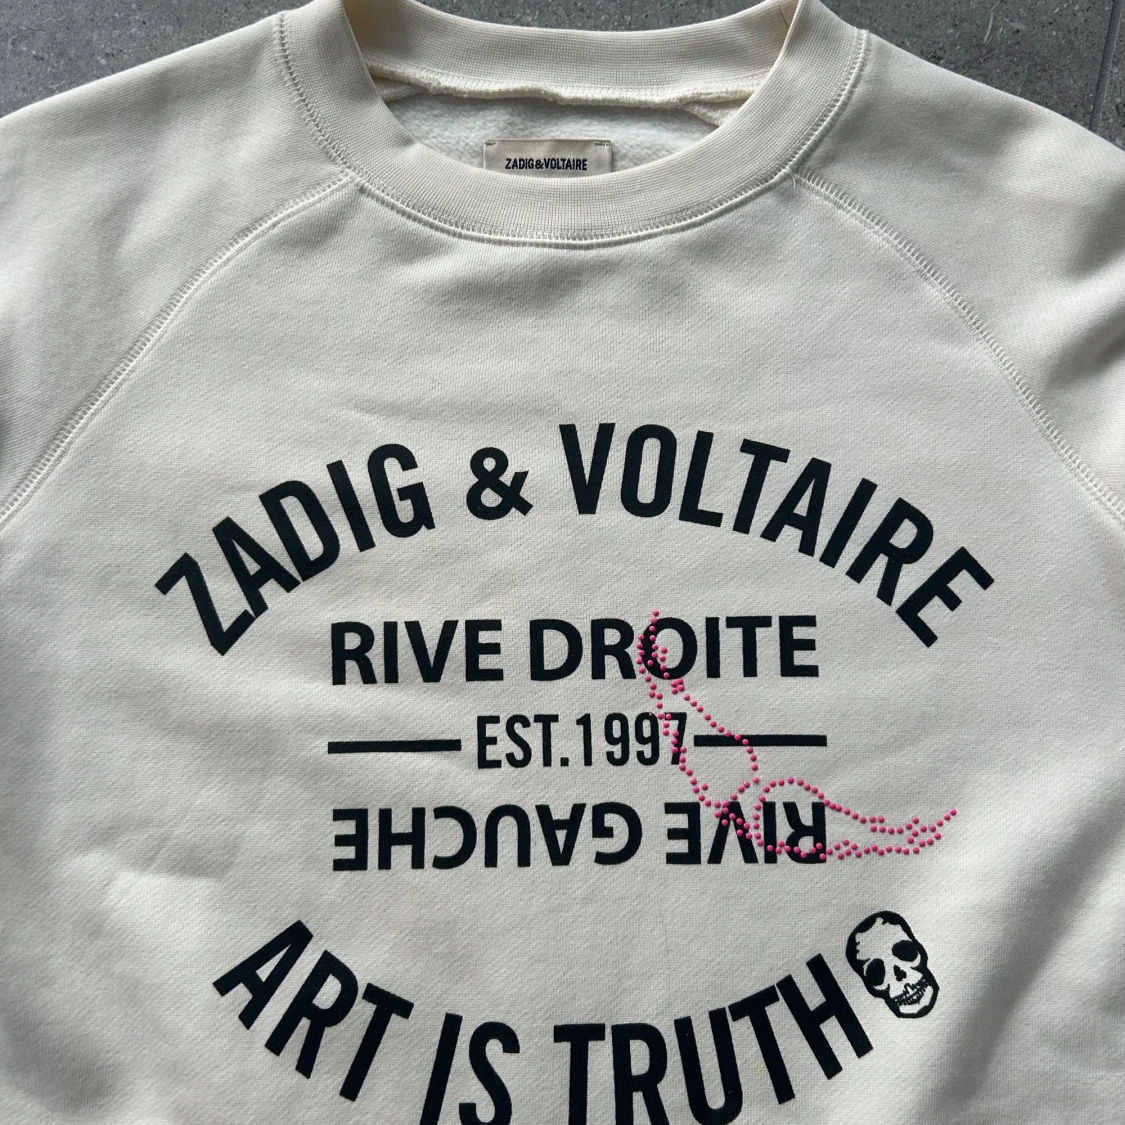 ZADIG&VOLTAIRE
ZADIG & VOLTAIRE
RIVE DROITE
EST.1997
RIVE GAUCHE
ART IS TRUTH